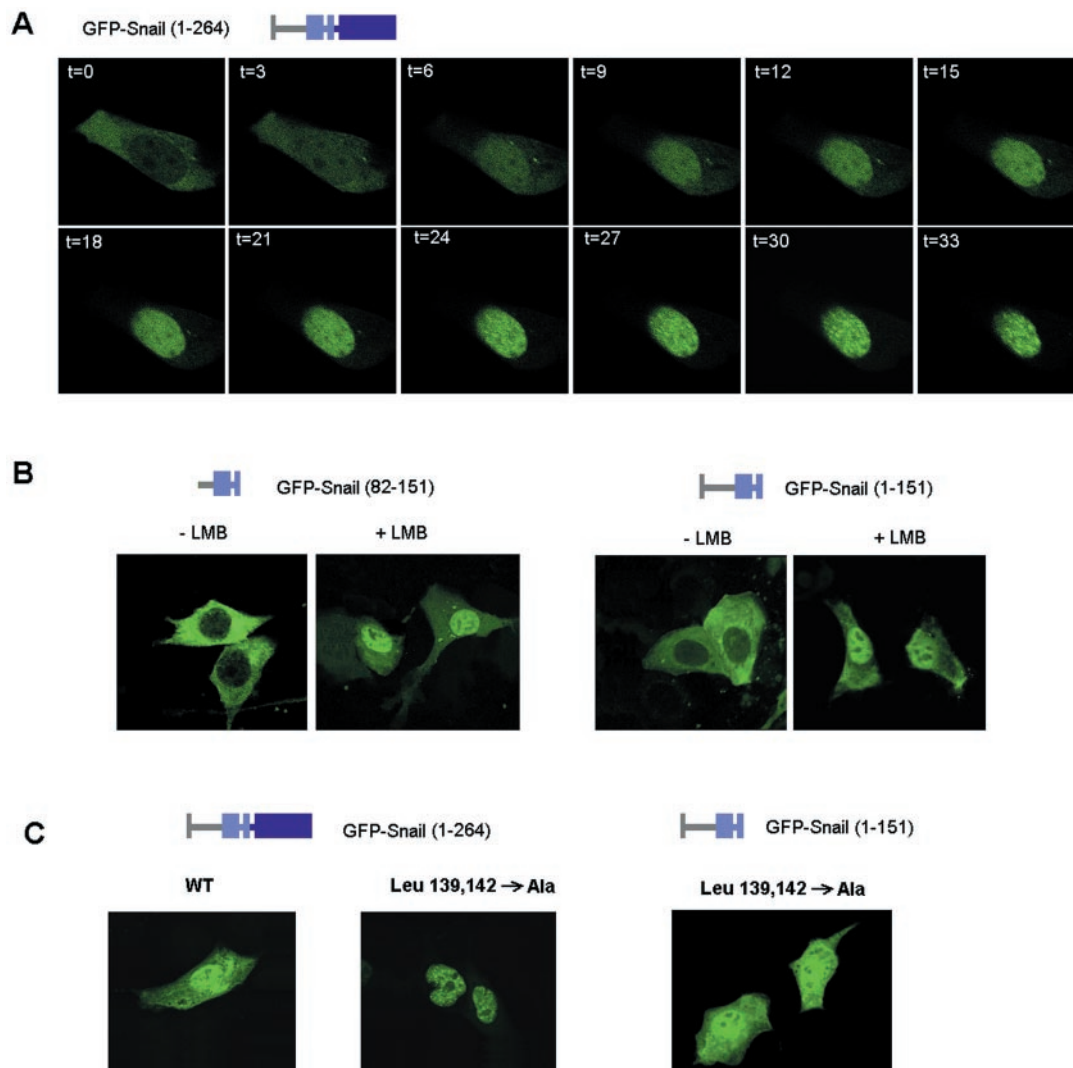 A
GFP-Snail (1-264)
t=0 t=3 t=6 t=9 t=12 t=15
t=18 t=21 t=24 t=27 t=30 t=33
B
GFP-Snail (82-151)
GFP-Snail (1-151)
- LMB + LMB
- LMB + LMB
C
GFP-Snail (1-264)
GFP-Snail (1-151)
WT
Leu 139,142 → Ala
Leu 139,142 → Ala